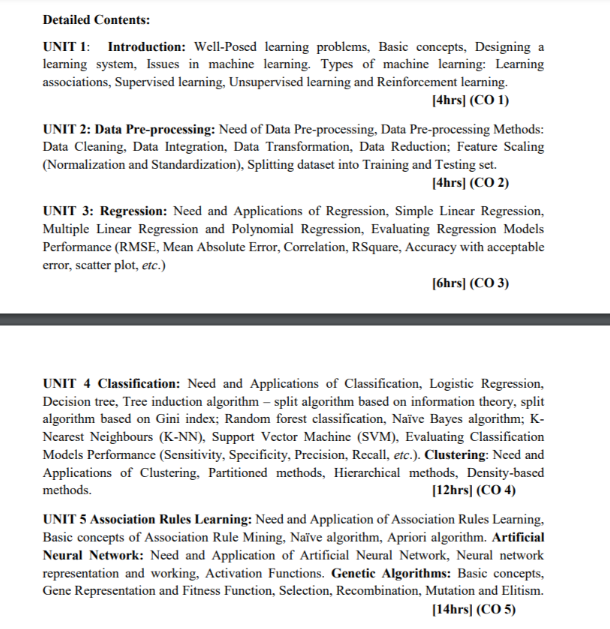 Detailed Contents:
UNIT 1: Introduction: Well-Posed learning problems, Basic concepts, Designing a
learning system, Issues in machine learning. Types of machine learning: Learning
associations, Supervised learning, Unsupervised learning and Reinforcement learning.
[4hrs] (CO 1)
UNIT 2: Data Pre-processing: Need of Data Pre-processing, Data Pre-processing Methods:
Data Cleaning, Data Integration, Data Transformation, Data Reduction; Feature Scaling
(Normalization and Standardization), Splitting dataset into Training and Testing set.
[4hrs] (CO 2)
UNIT 3: Regression: Need and Applications of Regression, Simple Linear Regression,
Multiple Linear Regression and Polynomial Regression, Evaluating Regression Models
Performance (RMSE, Mean Absolute Error, Correlation, RSquare, Accuracy with acceptable
error, scatter plot, etc.)
[6hrs] (CO 3)
UNIT 4 Classification: Need and Applications of Classification, Logistic Regression,
Decision tree, Tree induction algorithm – split algorithm based on information theory, split
algorithm based on Gini index; Random forest classification, Naïve Bayes algorithm; K-
Nearest Neighbours (K-NN), Support Vector Machine (SVM), Evaluating Classification
Models Performance (Sensitivity, Specificity, Precision, Recall, etc.). Clustering: Need and
Applications of Clustering, Partitioned methods, Hierarchical methods, Density-based
methods. [12hrs] (CO 4)
UNIT 5 Association Rules Learning: Need and Application of Association Rules Learning,
Basic concepts of Association Rule Mining, Naïve algorithm, Apriori algorithm. Artificial
Neural Network: Need and Application of Artificial Neural Network, Neural network
representation and working, Activation Functions. Genetic Algorithms: Basic concepts,
Gene Representation and Fitness Function, Selection, Recombination, Mutation and Elitism.
[14hrs] (CO 5)